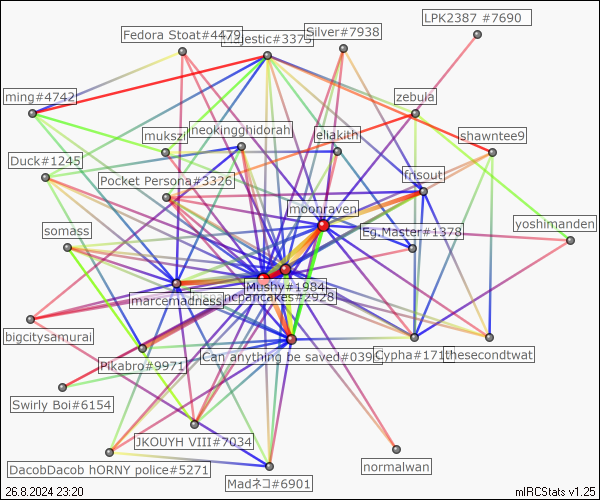 LPK2387 #7690
Silver#7938
Fedora Stoat#4479
Majestic#3375
ming#4742
zebula
mukszi
neokingghidorah
eliakith
shawntee9
Duck#1245
Pocket Persona#3326
frisout
moonraven
yoshimanden
somass
Eg.Master#1378
Mushy#1984
marcemadness
ncpancakes#2928
bigcitysamurai
Can anything be saved#039
Cypha#171
thesecondtwat
Pikabro#9971
Swirly Boi#6154
JKOUYH VIII#7034
DacobDacob hORNY police#5271
normalwan
Madネコ#6901
26.8.2024 23:20
mIRCStats v1.25